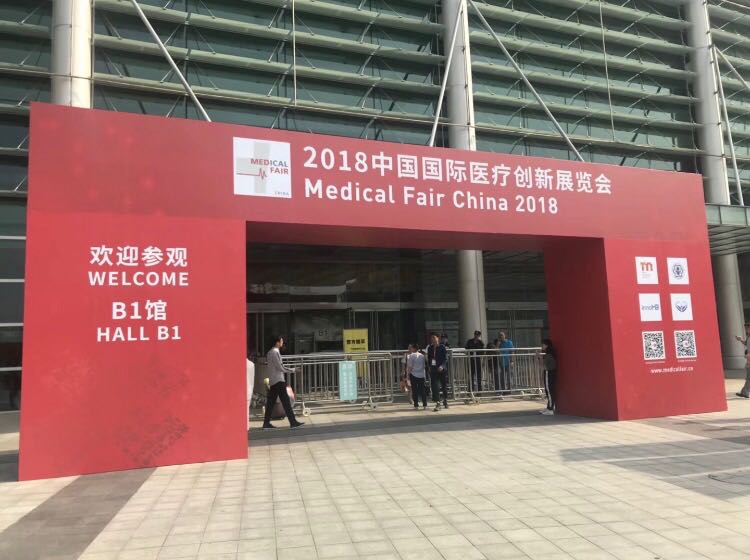 MEDICAL
FAIR
CHINA
2018中国国际医疗创新展览会
Medical Fair China 2018
欢迎参观
WELCOME
B1馆
HALL B1
B1
www.medicalfair.cn